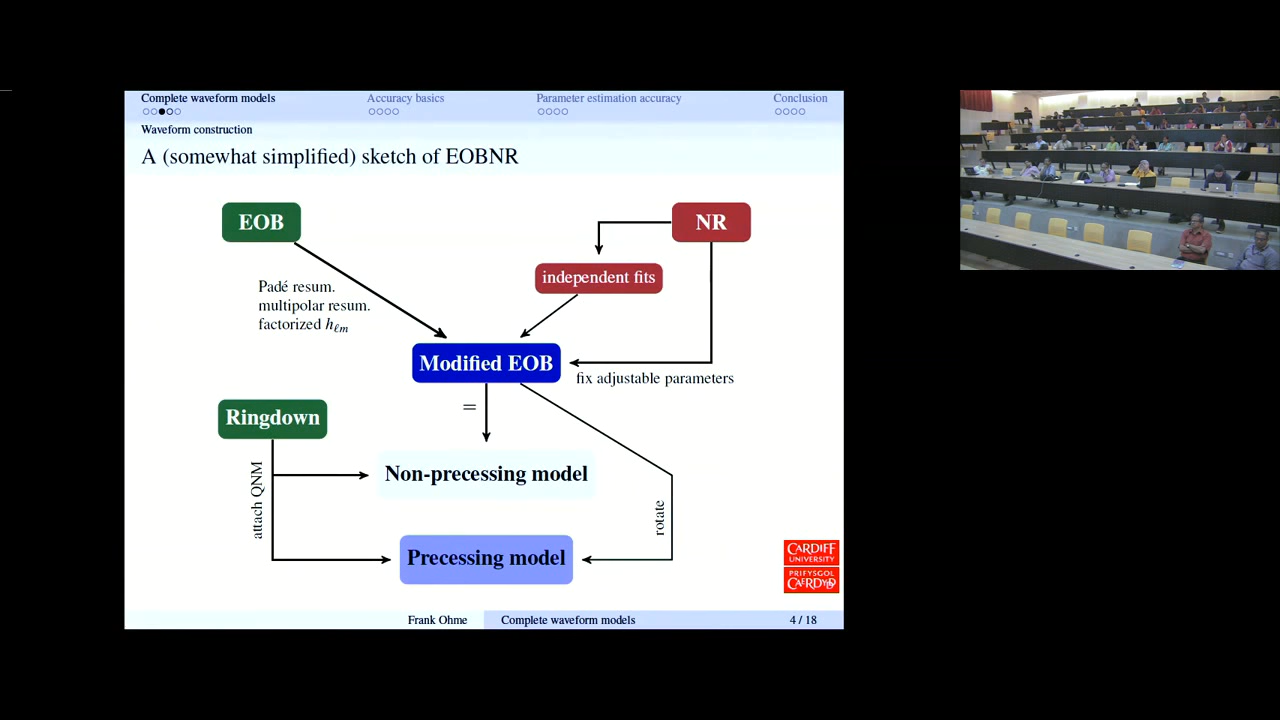 Complete waveform models
Accuracy basics
Parameter estimation accuracy
Conclusion
Waveform construction
A (somewhat simplified) sketch of EOBNR
EOB
NR
independent fits
Padé resum.
multipolar resum.
factorized hℓm
Modified EOB
fix adjustable parameters
=
Ringdown
attach QNM
Non-precessing model
rotate
Precessing model
CARDIFF
UNIVERSITY
PRIFYSGOL
CAERDYDD
Frank Ohme
Complete waveform models
4 / 18